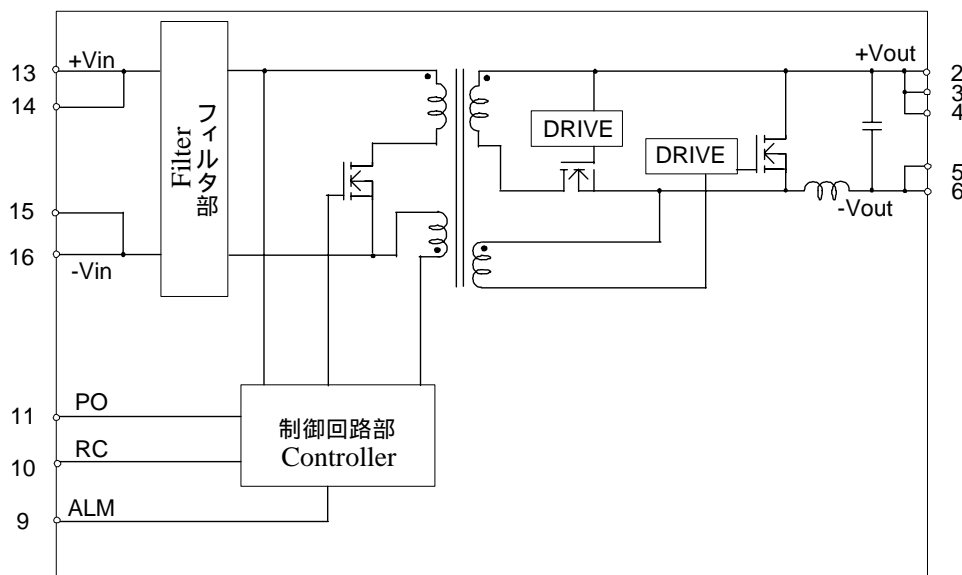 13
+Vin
14
15
16
-Vin
フィルタ部
Filter
DRIVE
DRIVE
+Vout
2
3
4
5
6
-Vout
11
PO
10
RC
9
ALM
制御回路部
Controller